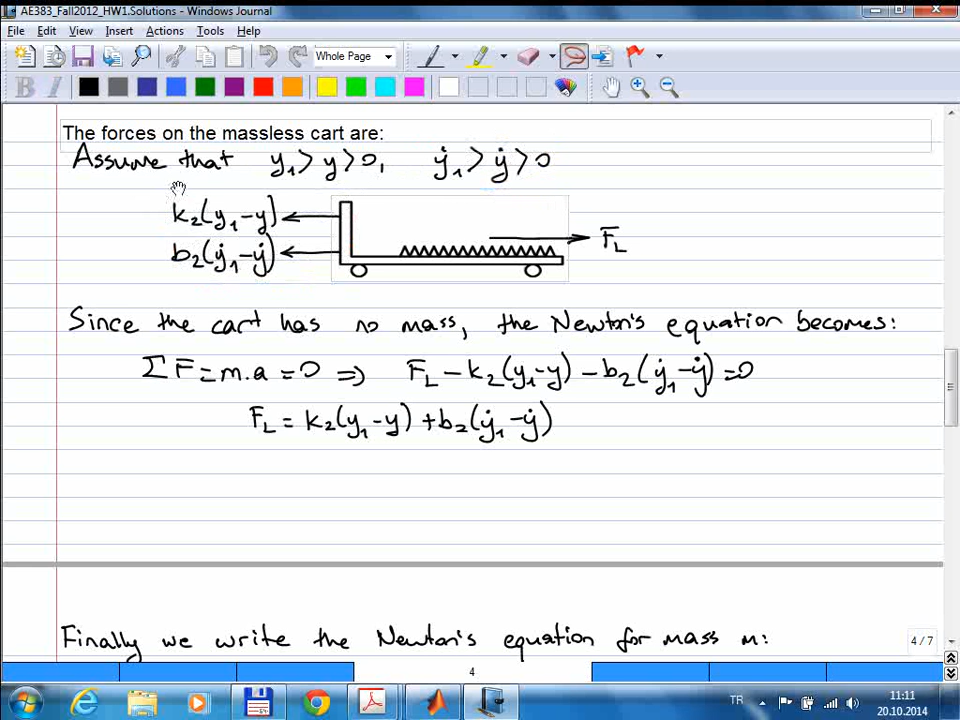 AE383_Fall2012_HW1.Solutions - Windows Journal
File Edit View Insert Actions Tools Help
Whole Page
B I
The forces on the massless cart are:
Assume that y₁ > y > 0, ẏ₁ > ẏ > 0
k₂(y₁-y)
b₂(ẏ₁-ẏ)
F_L
Since the cart has no mass, the Newton's equation becomes:
ΣF = m.a = 0 ⇒ F_L - k₂(y₁-y) - b₂(ẏ₁-ẏ) = 0
F_L = k₂(y₁-y) + b₂(ẏ₁-ẏ)
Finally we write the Newton's equation for mass m:
4 / 7
4
TR
11:11
20.10.2014